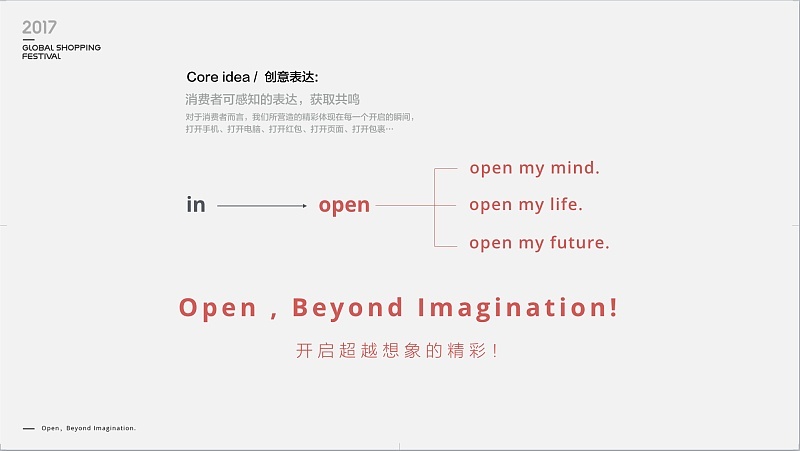 2017
GLOBAL SHOPPING
FESTIVAL
Core idea / 创意表达:
消费者可感知的表达，获取共鸣
对于消费者而言，我们所营造的精彩体现在每一个开启的瞬间，
打开手机、打开电脑、打开红包、打开页面、打开包裹…
open my mind.
in
open
open my life.
open my future.
Open , Beyond Imagination!
开启超越想象的精彩！
Open，Beyond Imagination.